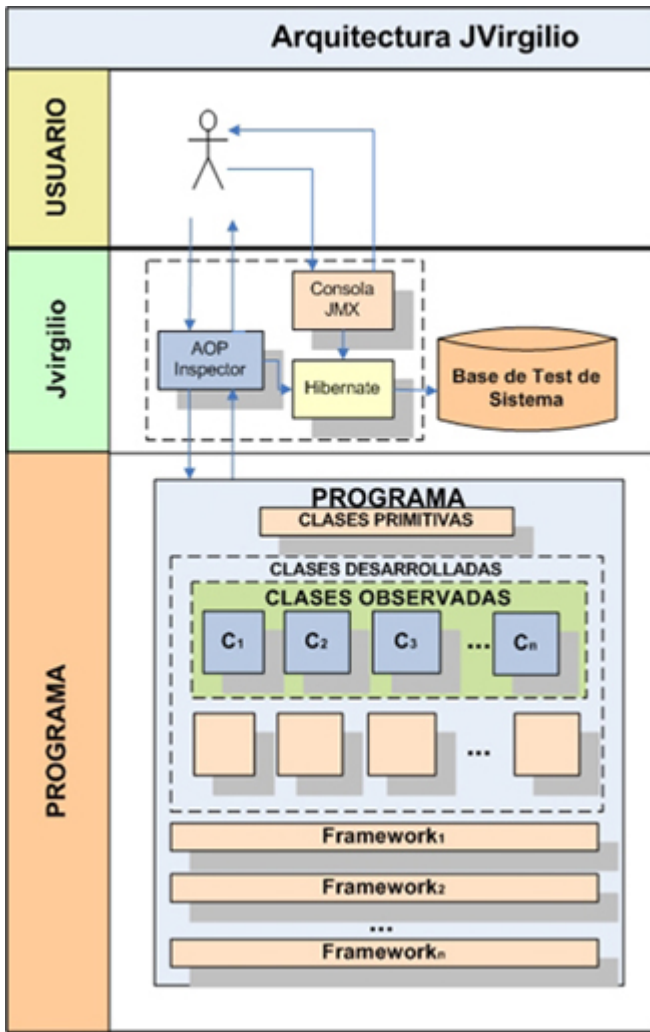 Arquitectura JVirgilio
USUARIO
Jvirgilio
Consola
JMX
AOP
Inspector
Hibernate
Base de Test de
Sistema
PROGRAMA
PROGRAMA
CLASES PRIMITIVAS
CLASES DESARROLLADAS
CLASES OBSERVADAS
C₁ C₂ C₃ ... Cₙ
...
Framework₁
Framework₂
...
Frameworkₙ